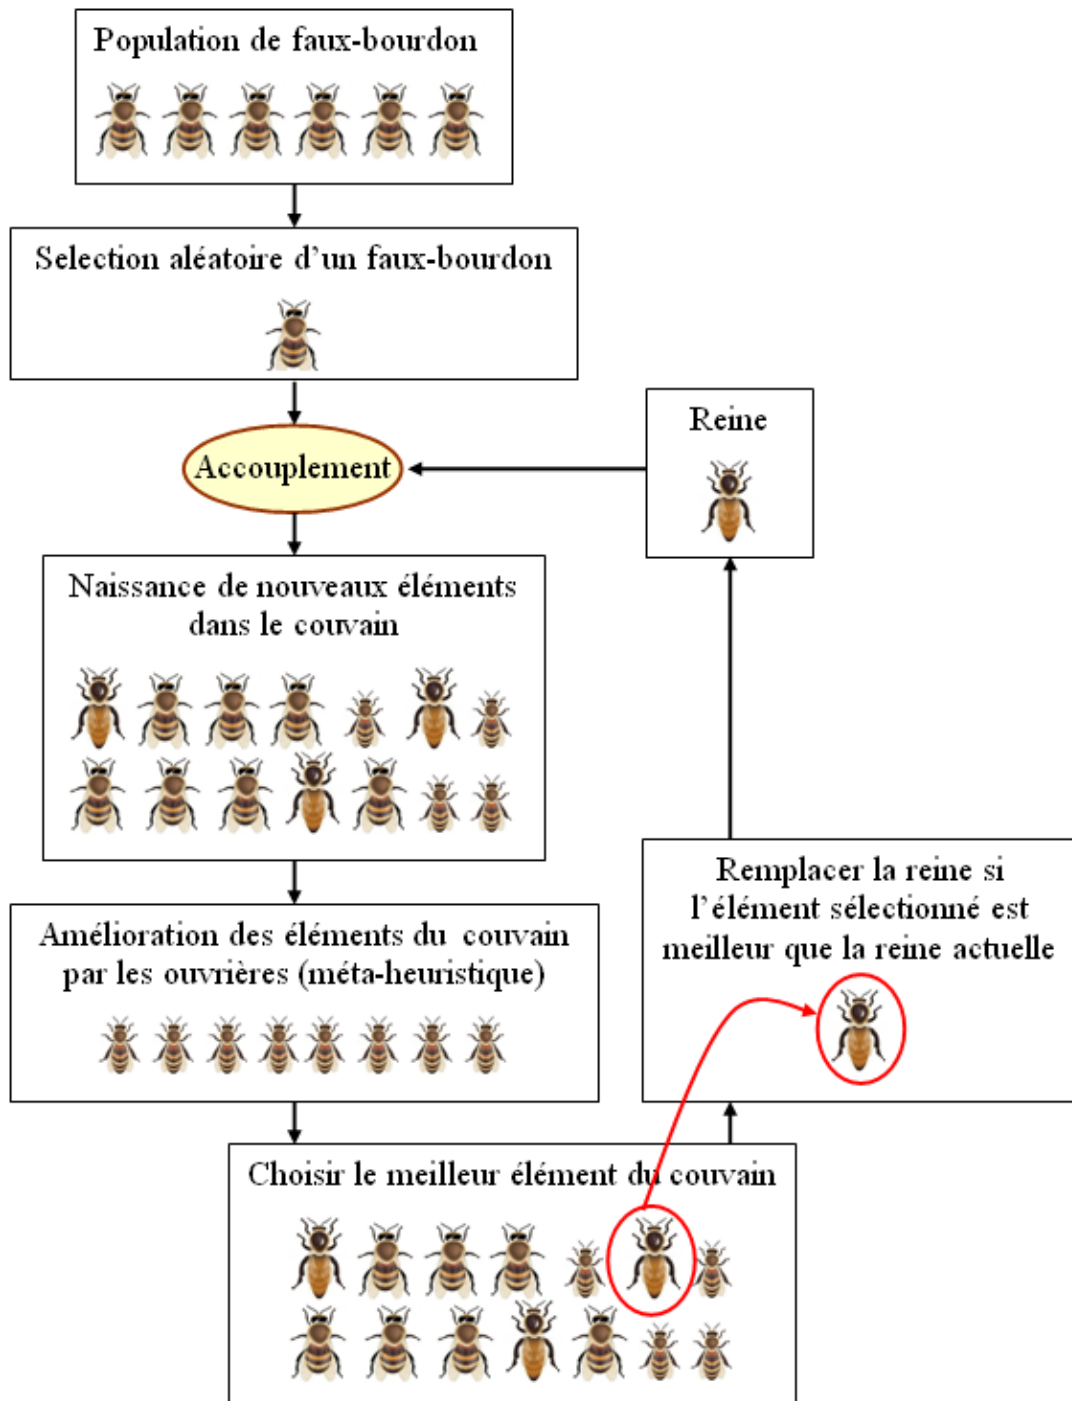 Population de faux-bourdon
Selection aléatoire d’un faux-bourdon
Accouplement
Reine
Naissance de nouveaux éléments
dans le couvain
Amélioration des éléments du couvain
par les ouvrières (méta-heuristique)
Remplacer la reine si
l’élément sélectionné est
meilleur que la reine actuelle
Choisir le meilleur élément du couvain